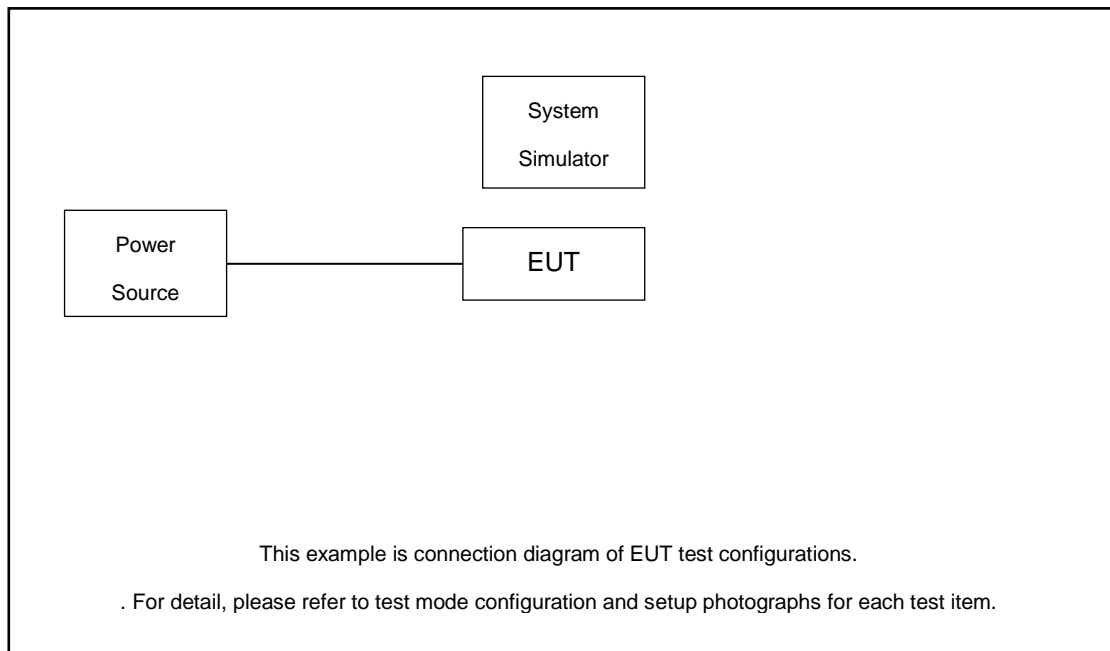 System
Simulator
Power
Source
EUT
This example is connection diagram of EUT test configurations.
. For detail, please refer to test mode configuration and setup photographs for each test item.